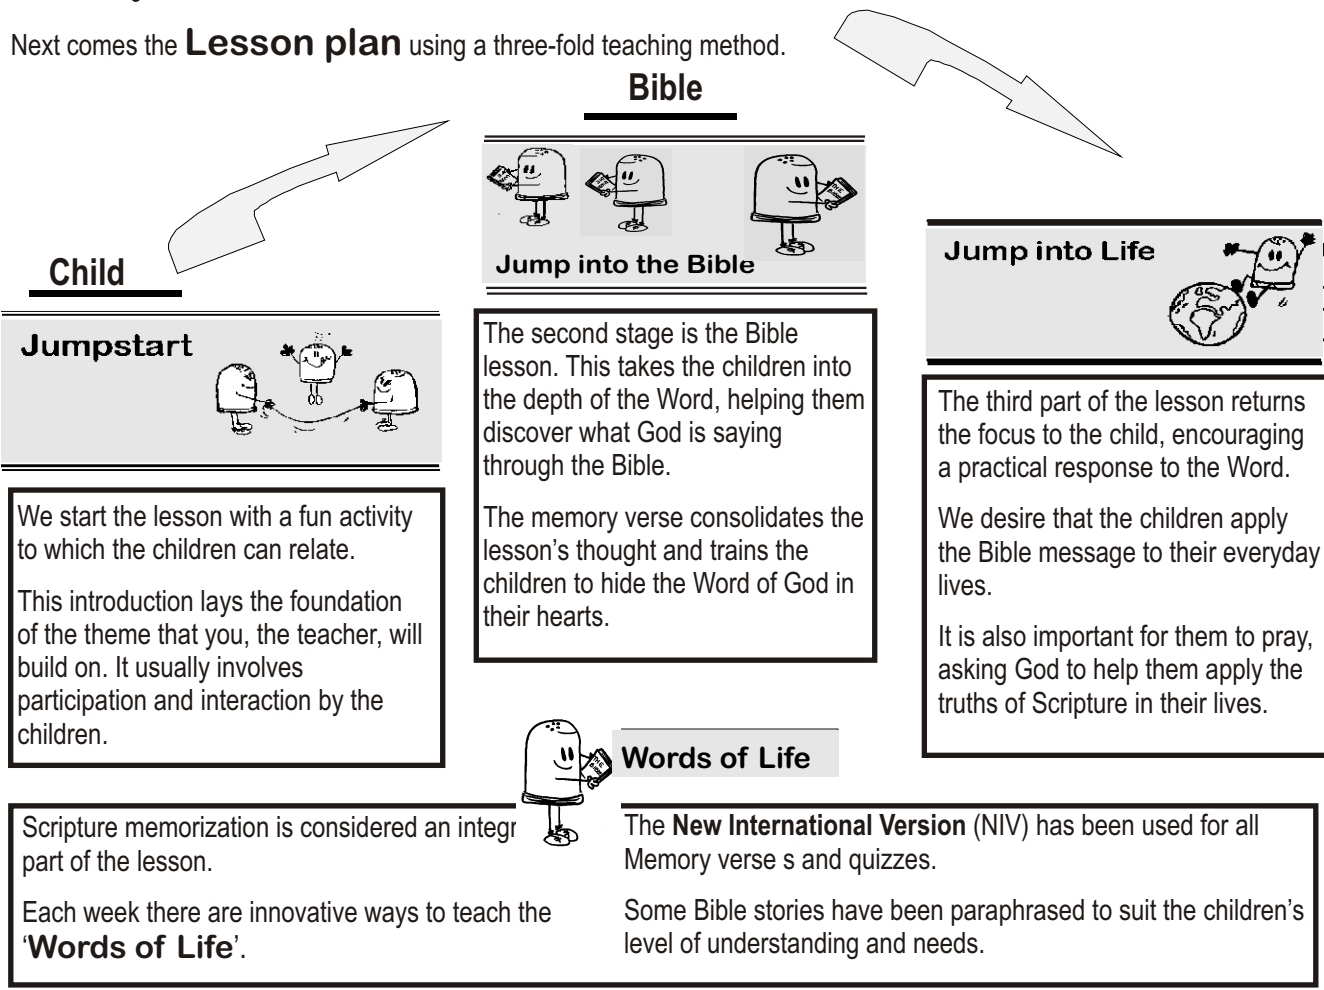 Next comes the Lesson plan using a three-fold teaching method.
Bible
Jump into the Bible
Child
Jumpstart
Jump into Life
We start the lesson with a fun activity
to which the children can relate.
This introduction lays the foundation
of the theme that you, the teacher, will
build on. It usually involves
participation and interaction by the
children.
The second stage is the Bible
lesson. This takes the children into
the depth of the Word, helping them
discover what God is saying
through the Bible.
The memory verse consolidates the
lesson's thought and trains the
children to hide the Word of God in
their hearts.
The third part of the lesson returns
the focus to the child, encouraging
a practical response to the Word.
We desire that the children apply
the Bible message to their everyday
lives.
It is also important for them to pray,
asking God to help them apply the
truths of Scripture in their lives.
THE BIBLE
Words of Life
Scripture memorization is considered an integr
part of the lesson.
Each week there are innovative ways to teach the
‘Words of Life’.
The New International Version (NIV) has been used for all
Memory verse s and quizzes.
Some Bible stories have been paraphrased to suit the children's
level of understanding and needs.